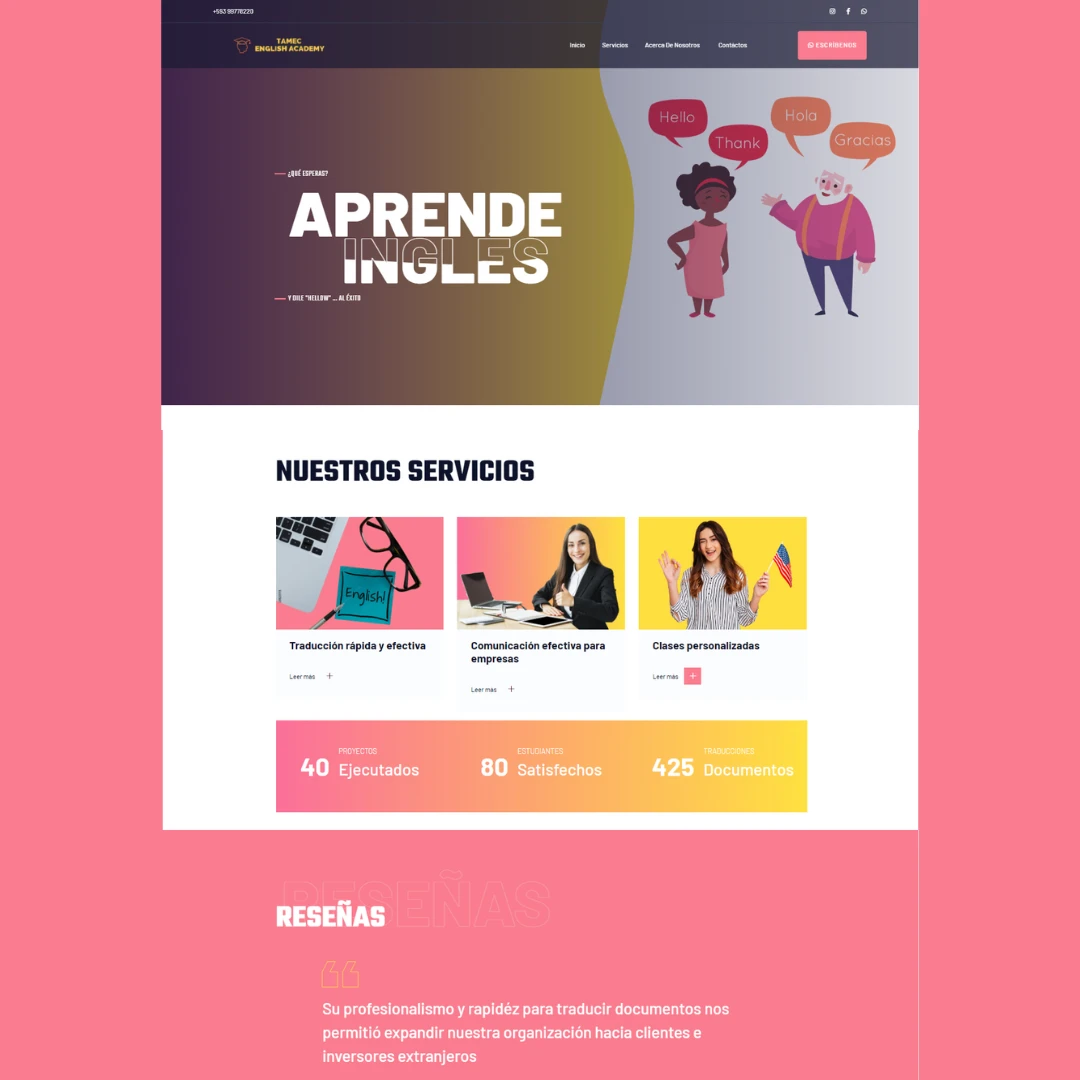 +593 99778220
TAMEC
ENGLISH ACADEMY
Inicio Servicios Acerca De Nosotros Contáctos
ESCRÍBENOS
Hello
Thank
Hola
Gracias
¿QUÉ ESPERAS?
APRENDE
INGLES
Y DILE "HELLOW" ... AL ÉXITO
NUESTROS SERVICIOS
English!
Traducción rápida y efectiva
Leer más +
Comunicación efectiva para
empresas
Leer más +
Clases personalizadas
Leer más +
40 PROYECTOS
Ejecutados
80 ESTUDIANTES
Satisfechos
425 TRADUCCIONES
Documentos
RESEÑAS
RESEÑAS
Su profesionalismo y rapidéz para traducir documentos nos
permitió expandir nuestra organización hacia clientes e
inversores extranjeros